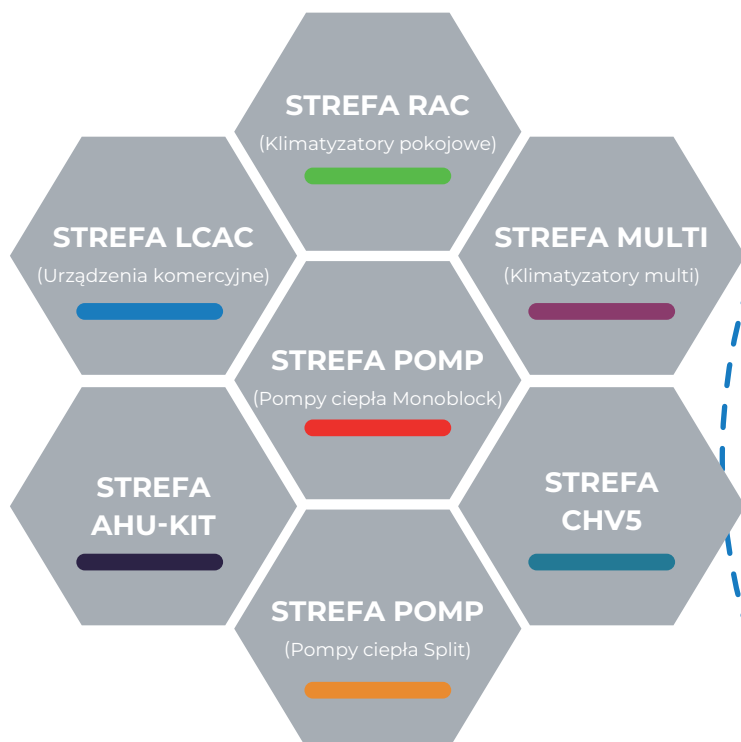 STREFA RAC
(Klimatyzatory pokojowe)
STREFA LCAC
(Urządzenia komercyjne)
STREFA MULTI
(Klimatyzatory multi)
STREFA POMP
(Pompy ciepła Monoblock)
STREFA
AHU-KIT
STREFA
CHV5
STREFA POMP
(Pompy ciepła Split)